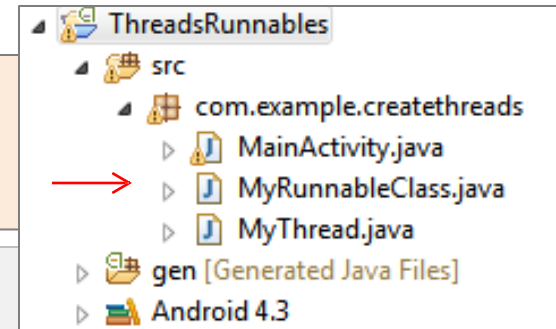 ThreadsRunnables
src
com.example.createthreads
MainActivity.java
MyRunnableClass.java
MyThread.java
gen [Generated Java Files]
Android 4.3